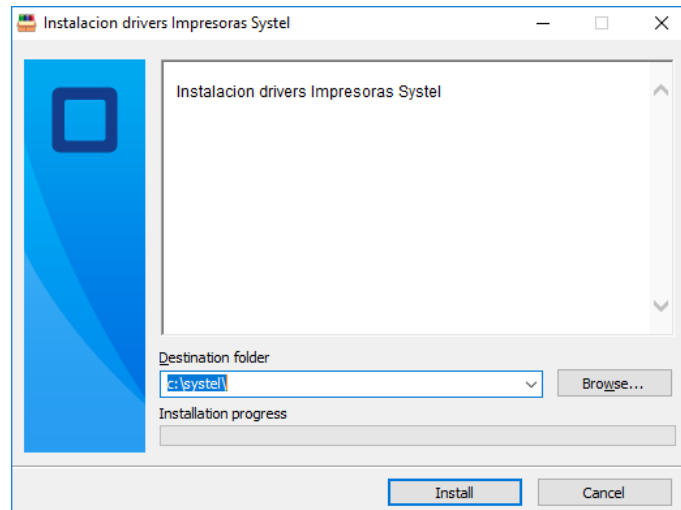 Instalacion drivers Impresoras Systel
Instalacion drivers Impresoras Systel
Destination folder
c:\systel\
Browse...
Installation progress
Install
Cancel